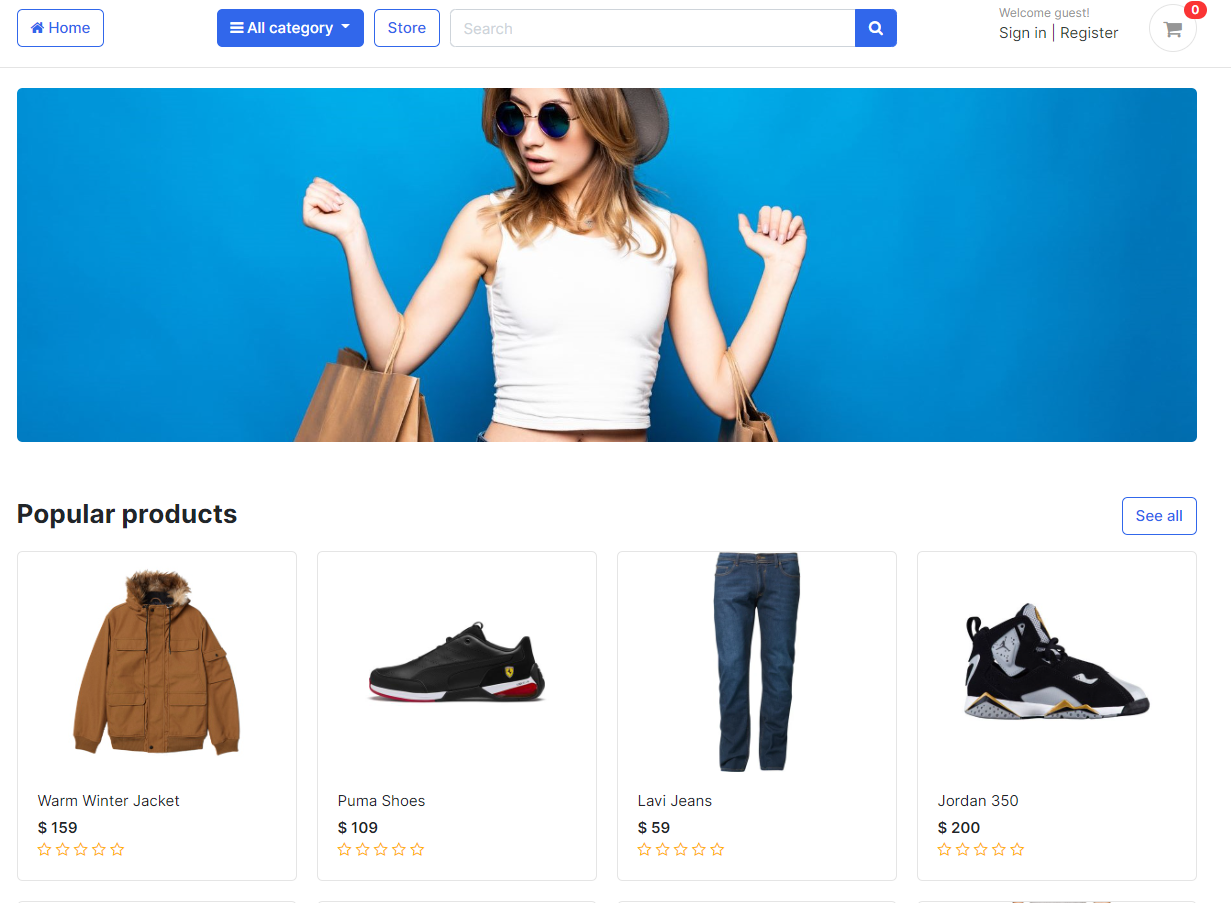 Home
All category
Store
Search
Welcome guest!
Sign in | Register
0
Popular products
See all
Warm Winter Jacket
$ 159
Puma Shoes
$ 109
Lavi Jeans
$ 59
Jordan 350
$ 200